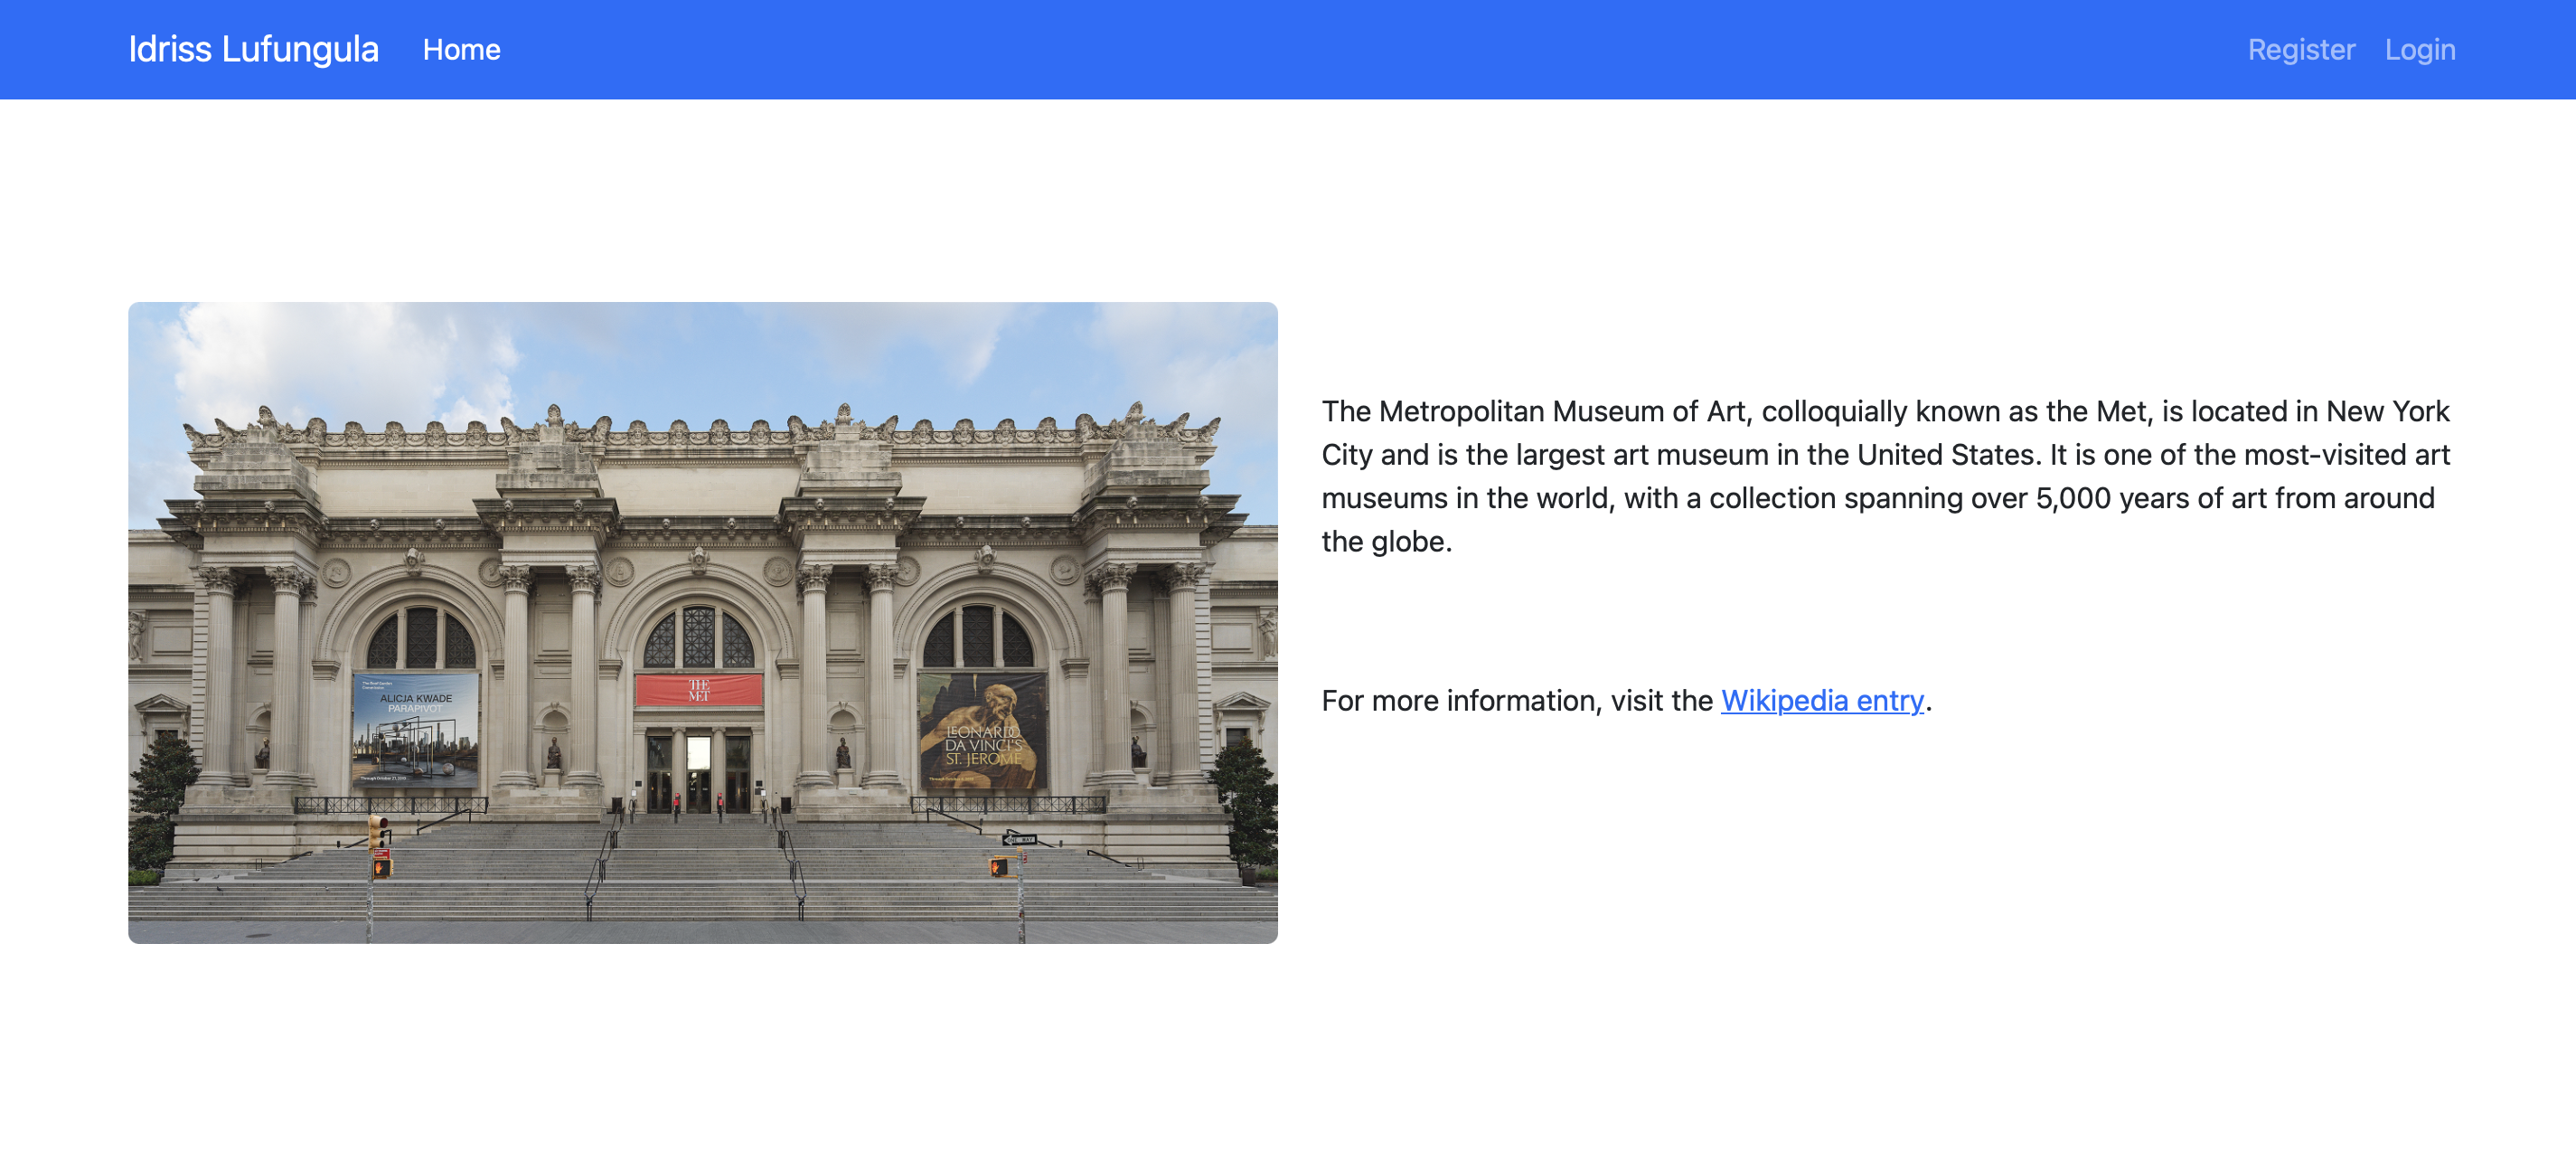 Idriss Lufungula
Home
Register
Login
The Metropolitan Museum of Art, colloquially known as the Met, is located in New York
City and is the largest art museum in the United States. It is one of the most-visited art
museums in the world, with a collection spanning over 5,000 years of art from around
the globe.
For more information, visit the Wikipedia entry.
ALICJA KWADE
PARAPIVOT
THE
MET
LEONARDO
DA VINCI'S
ST. JEROME